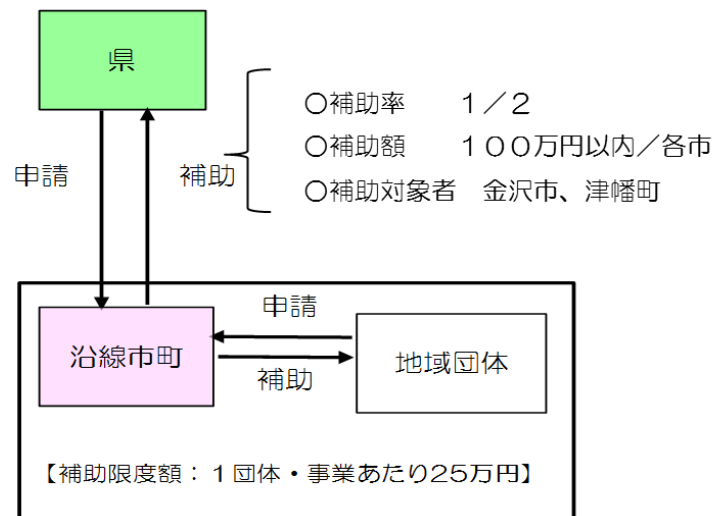 県
○補助率　１／２
○補助額　１００万円以内／各市
○補助対象者　金沢市、津幡町
申請
補助
申請
沿線市町
地域団体
補助
【補助限度額：１団体・事業あたり25万円】